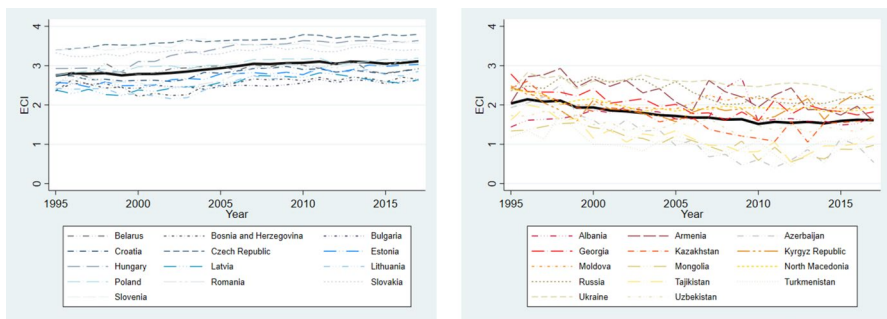 4
3
2
1
0
ECI
1995 2000 2005 2010 2015
Year
Belarus Bosnia and Herzegovina Bulgaria
Croatia Czech Republic Estonia
Hungary Latvia Lithuania
Poland Romania Slovakia
Slovenia
4
3
2
1
0
ECI
1995 2000 2005 2010 2015
Year
Albania Armenia Azerbaijan
Georgia Kazakhstan Kyrgyz Republic
Moldova Mongolia North Macedonia
Russia Tajikistan Turkmenistan
Ukraine Uzbekistan